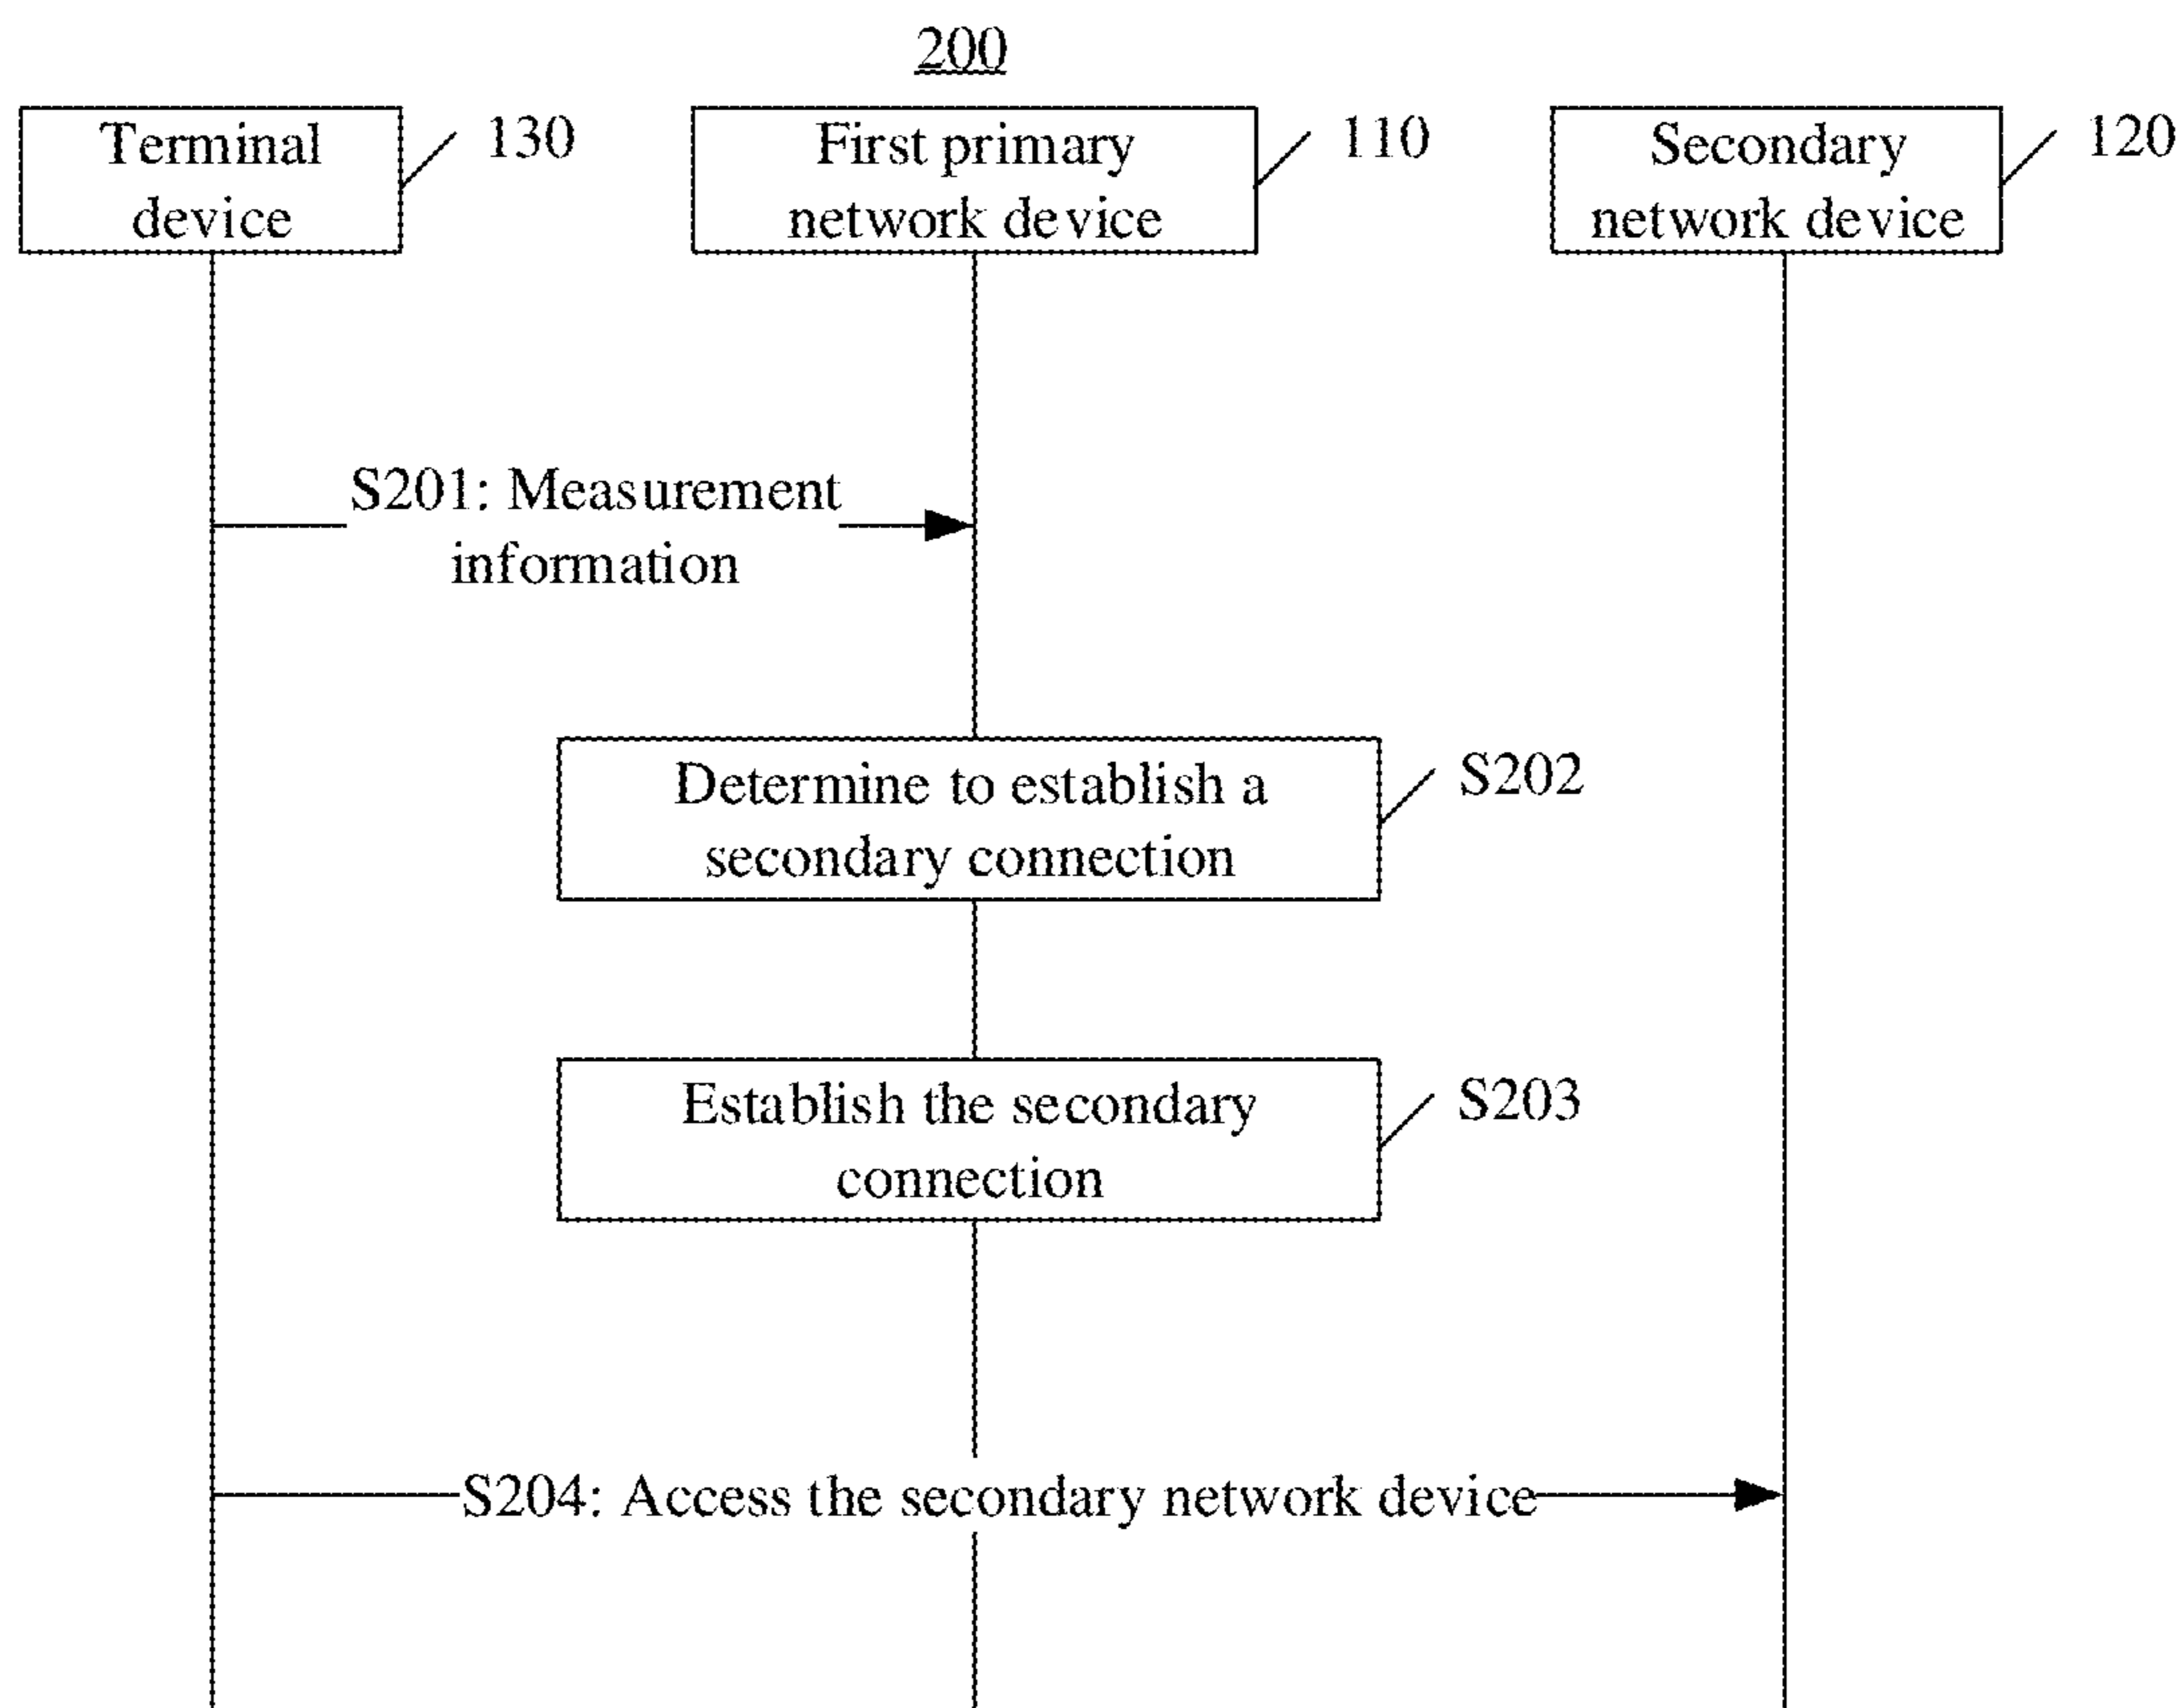 200
Terminal
device
130
First primary
network device
110
Secondary
network device
120
S201: Measurement
information
Determine to establish a
secondary connection
S202
Establish the secondary
connection
S203
S204: Access the secondary network device